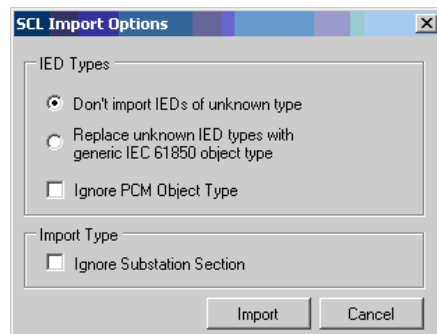 SCL Import Options
IED Types
Don't import IEDs of unknown type
Replace unknown IED types with
generic IEC 61850 object type
Ignore PCM Object Type
Import Type
Ignore Substation Section
Import
Cancel